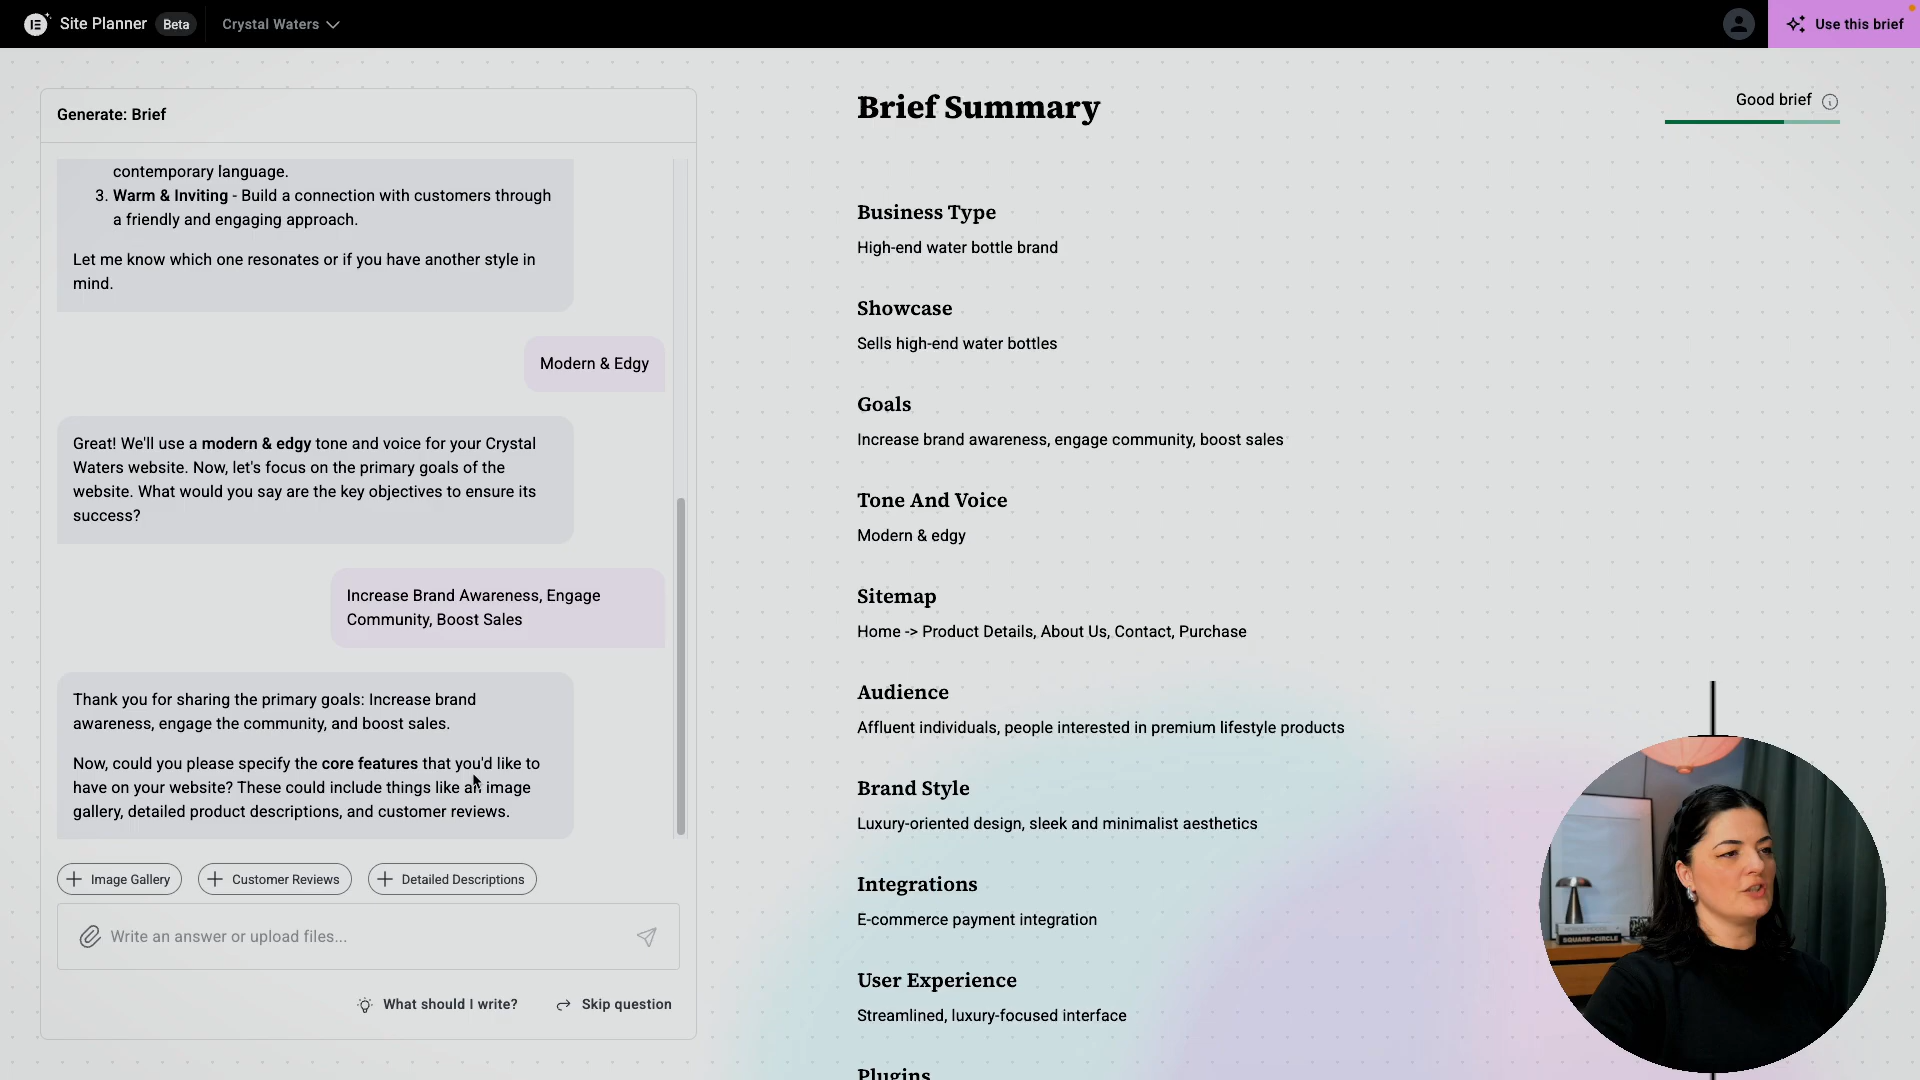 Site Planner Beta Crystal Waters
Use this brief
Generate: Brief
contemporary language.
3. Warm & Inviting - Build a connection with customers through
a friendly and engaging approach.
Let me know which one resonates or if you have another style in
mind.
Modern & Edgy
Great! We'll use a modern & edgy tone and voice for your Crystal
Waters website. Now, let's focus on the primary goals of the
website. What would you say are the key objectives to ensure its
success?
Increase Brand Awareness, Engage
Community, Boost Sales
Thank you for sharing the primary goals: Increase brand
awareness, engage the community, and boost sales.
Now, could you please specify the core features that you'd like to
have on your website? These could include things like an image
gallery, detailed product descriptions, and customer reviews.
Image Gallery Customer Reviews Detailed Descriptions
Write an answer or upload files...
What should I write? Skip question
Brief Summary
Good brief
Business Type
High-end water bottle brand
Showcase
Sells high-end water bottles
Goals
Increase brand awareness, engage community, boost sales
Tone And Voice
Modern & edgy
Sitemap
Home -> Product Details, About Us, Contact, Purchase
Audience
Affluent individuals, people interested in premium lifestyle products
Brand Style
Luxury-oriented design, sleek and minimalist aesthetics
Integrations
E-commerce payment integration
User Experience
Streamlined, luxury-focused interface
Plugins
SQUARE+CIRCLE